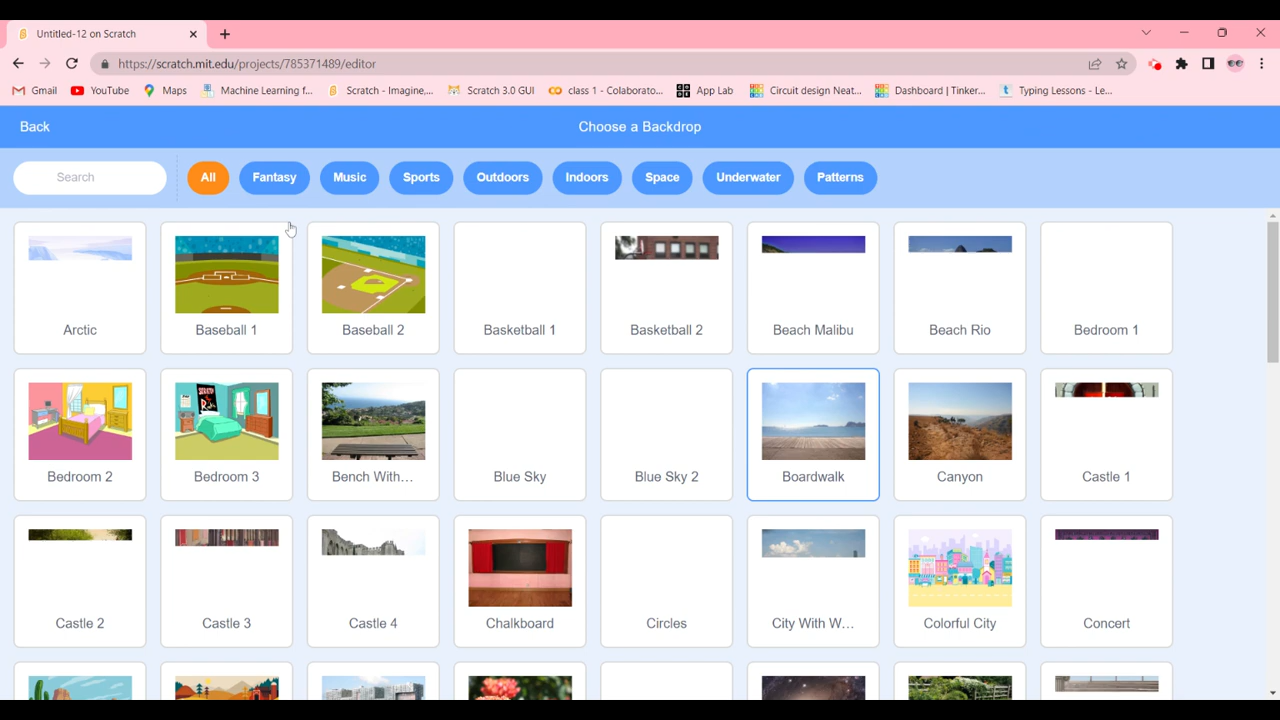 Untitled-12 on Scratch
https://scratch.mit.edu/projects/785371489/editor
Gmail YouTube Maps Machine Learning f... Scratch - Imagine,... Scratch 3.0 GUI class 1 - Colaborato... App Lab Circuit design Neat... Dashboard | Tinker... Typing Lessons - Le...
Back Choose a Backdrop
Search All Fantasy Music Sports Outdoors Indoors Space Underwater Patterns
Arctic Baseball 1 Baseball 2 Basketball 1 Basketball 2 Beach Malibu Beach Rio Bedroom 1
Bedroom 2 Bedroom 3 Bench With... Blue Sky Blue Sky 2 Boardwalk Canyon Castle 1
Castle 2 Castle 3 Castle 4 Chalkboard Circles City With W... Colorful City Concert